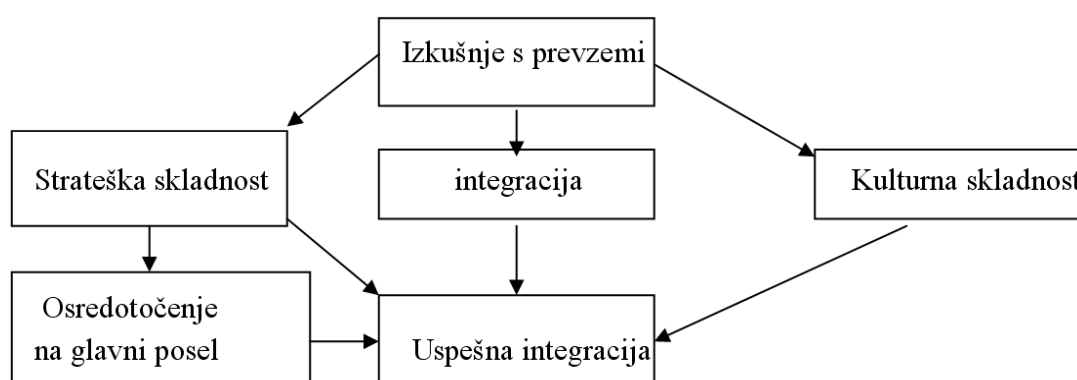 Izkušnje s prevzemi
Strateška skladnost
integracija
Kulturna skladnost
Osredotočenje
na glavni posel
Uspešna integracija